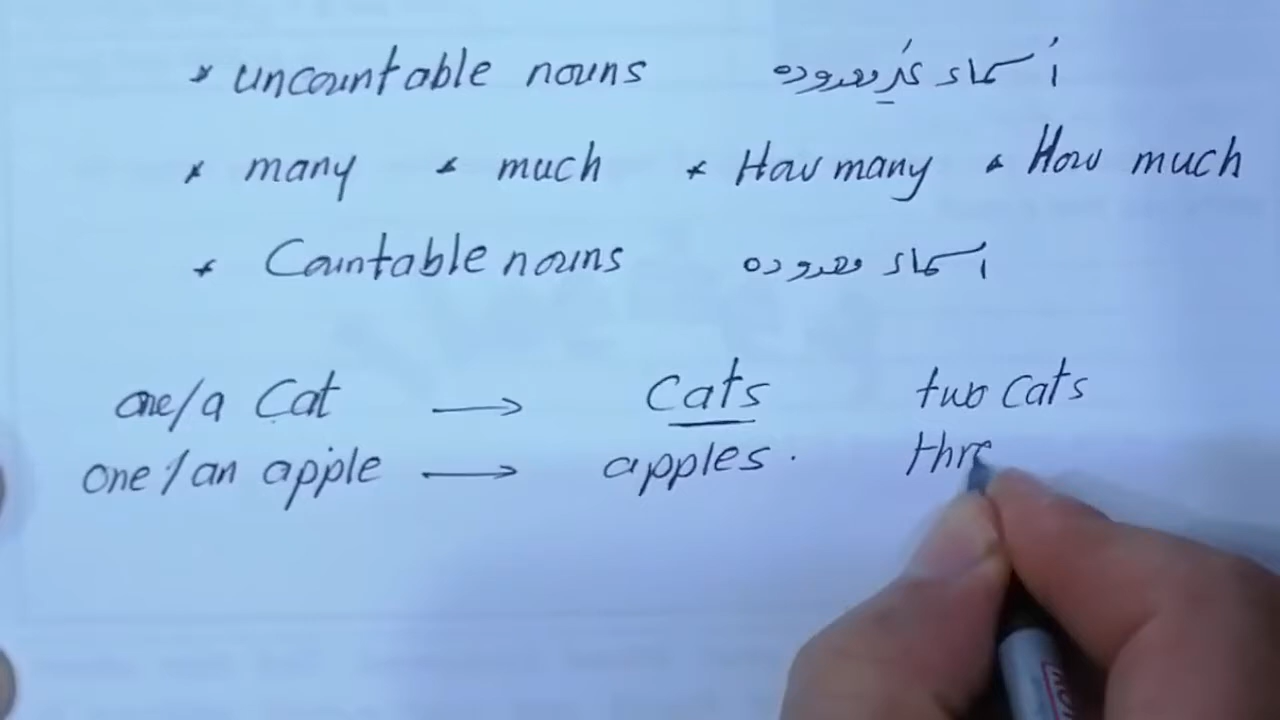 * uncountable nouns أسماء غير معدوده
* many * much * How many * How much
* Countable nouns اسماء معدوده
one/a Cat → Cats two Cats
one/an apple → apples. thre